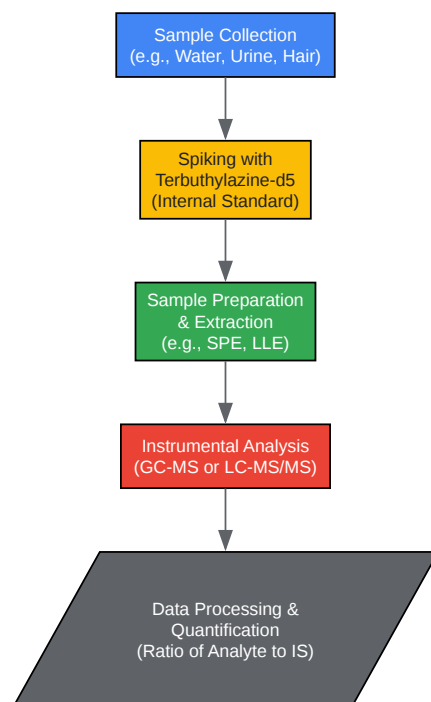 Sample Collection
(e.g., Water, Urine, Hair)
Spiking with
Terbuthylazine-d5
(Internal Standard)
Sample Preparation
& Extraction
(e.g., SPE, LLE)
Instrumental Analysis
(GC-MS or LC-MS/MS)
Data Processing &
Quantification
(Ratio of Analyte to IS)